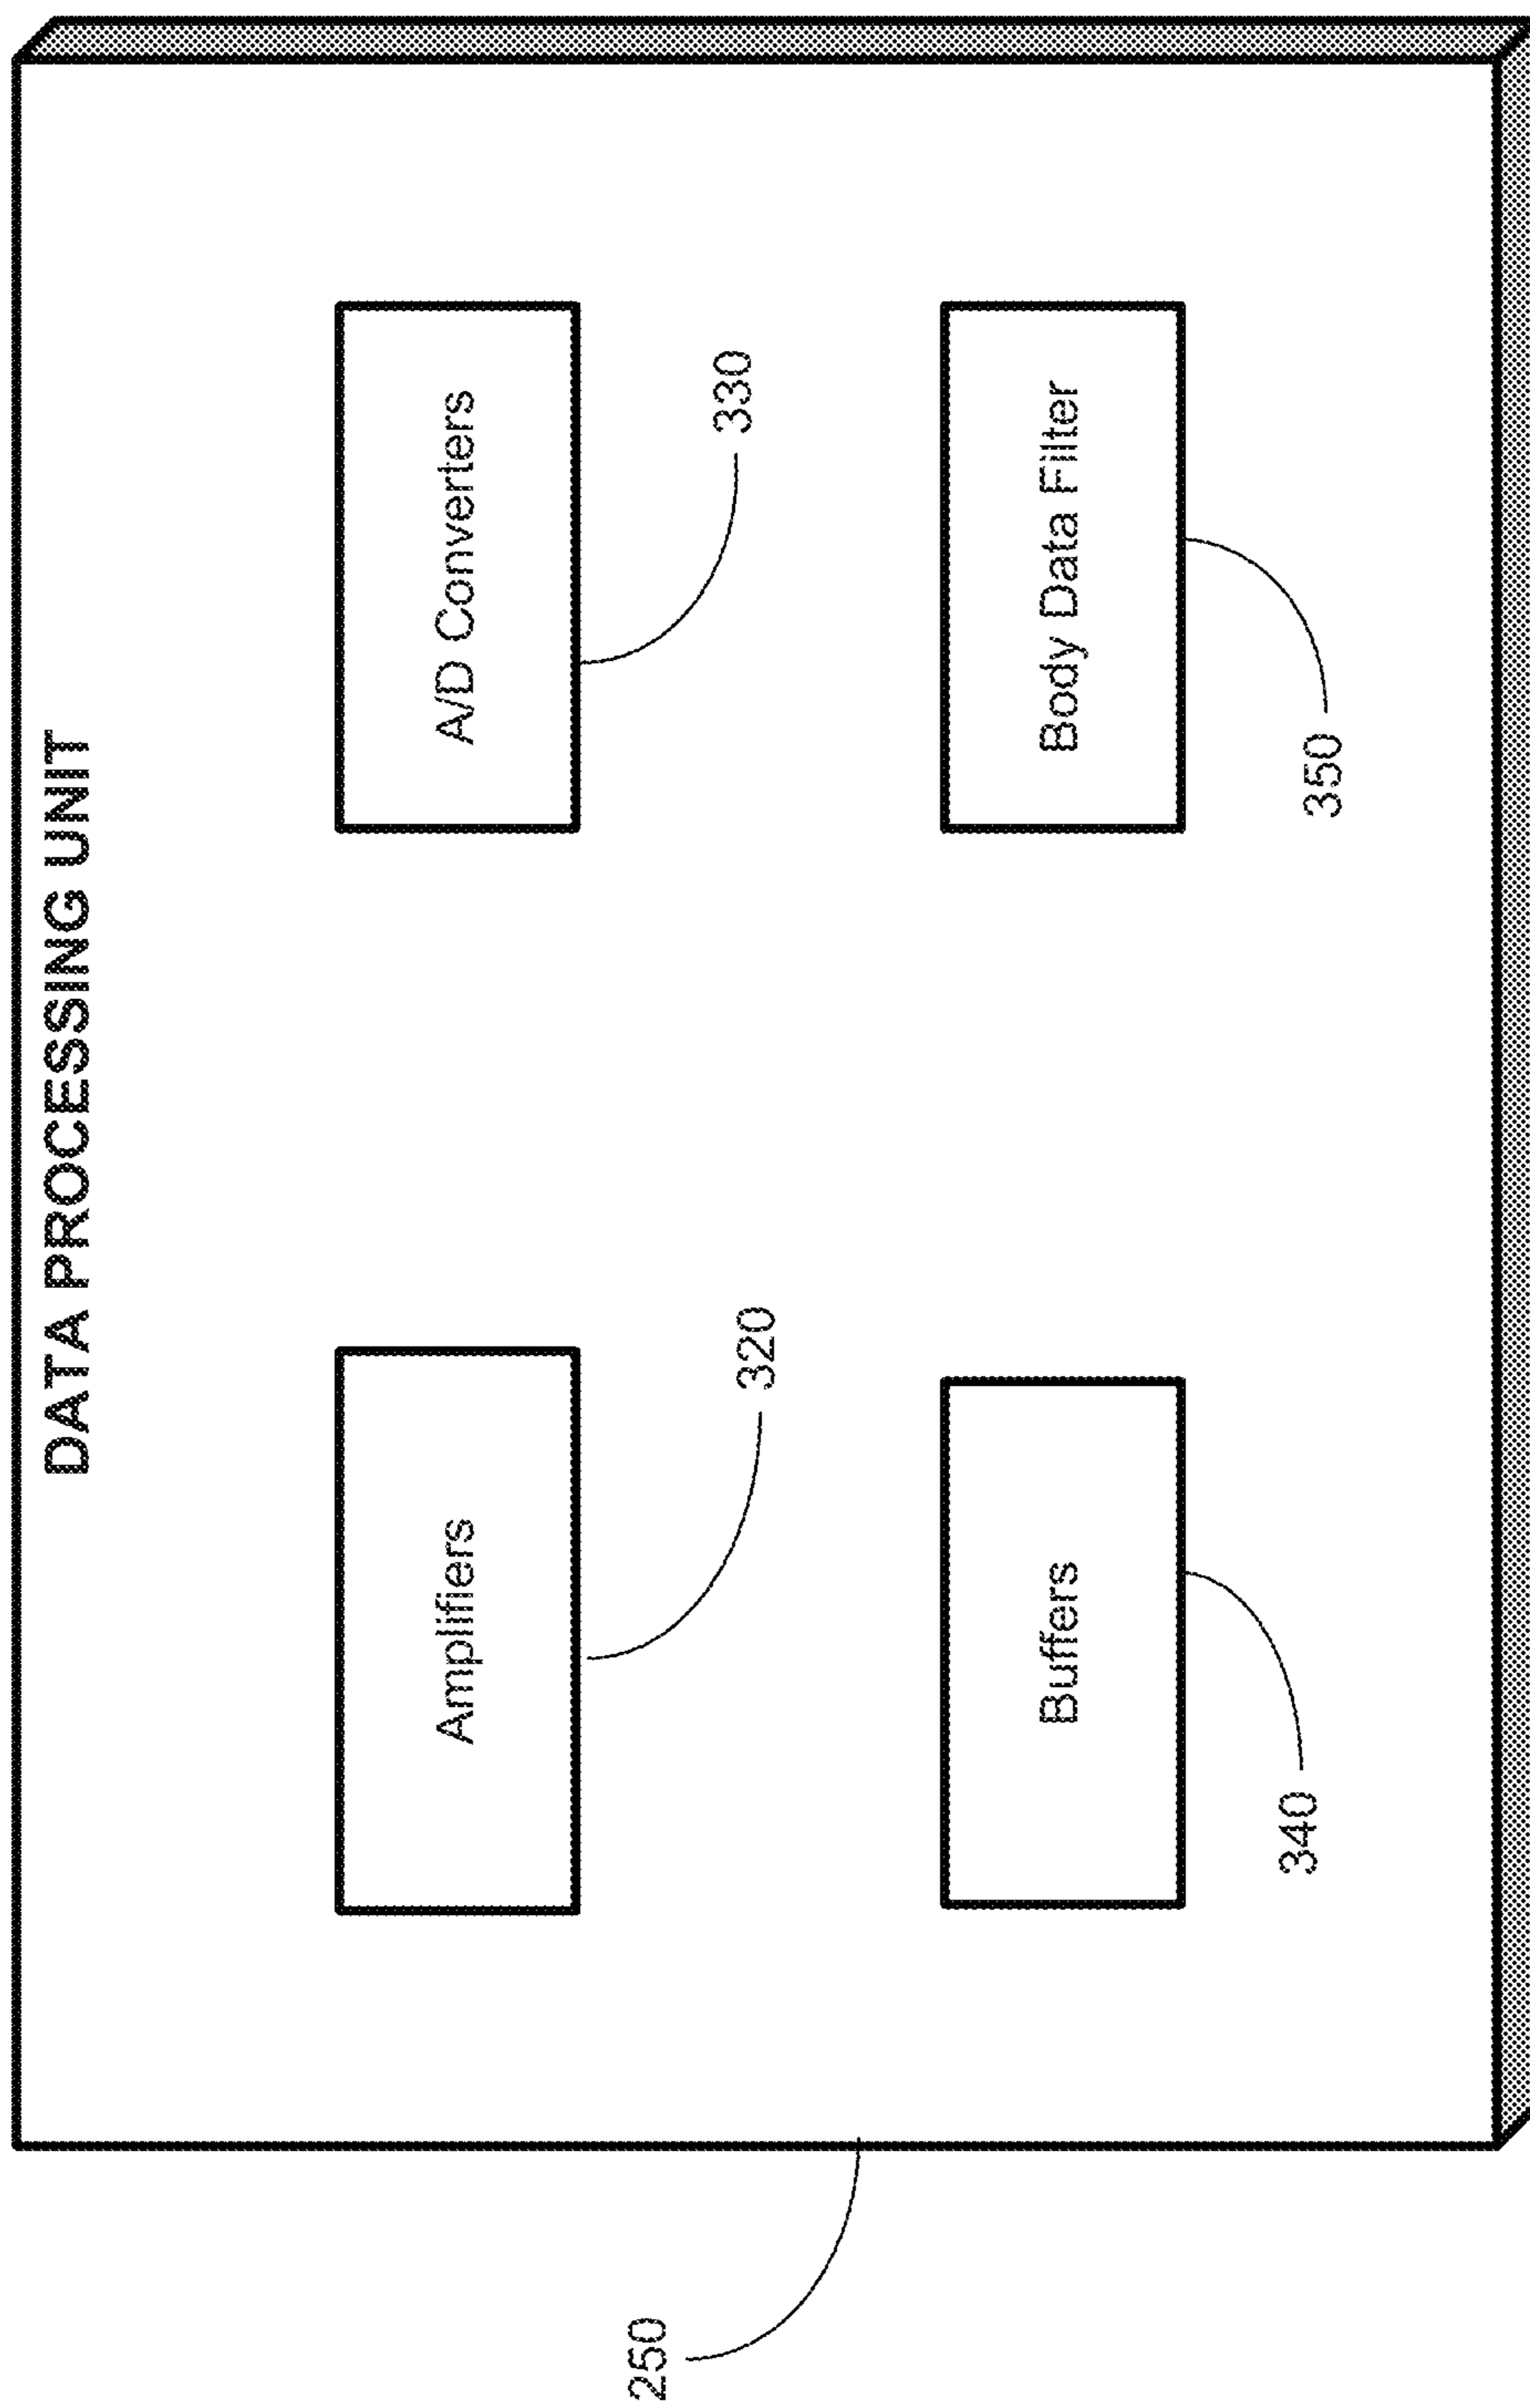 DATA PROCESSING UNIT
Amplifiers
320
A/D Converters
330
Buffers
340
Body Data Filter
350
250